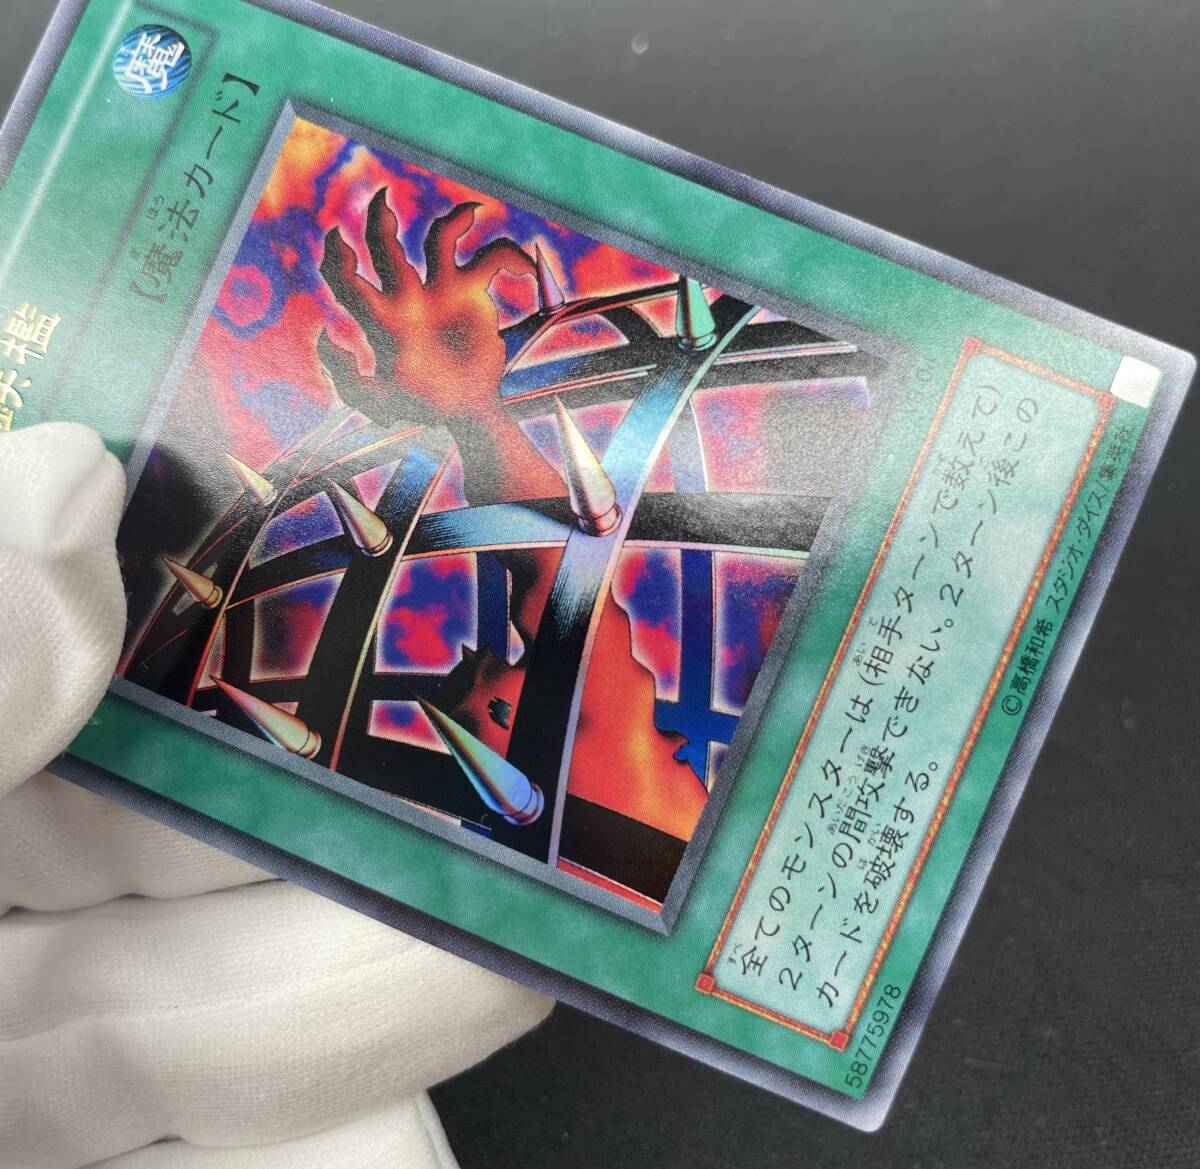 魔
【魔法カード】
鉄檻
全てのモンスターは(相手ターンで数えて)
2ターンの間攻撃できない。2ターン後この
カードを破壊する。
58775978
©高橋和希 スタジオ・ダイス/集英社